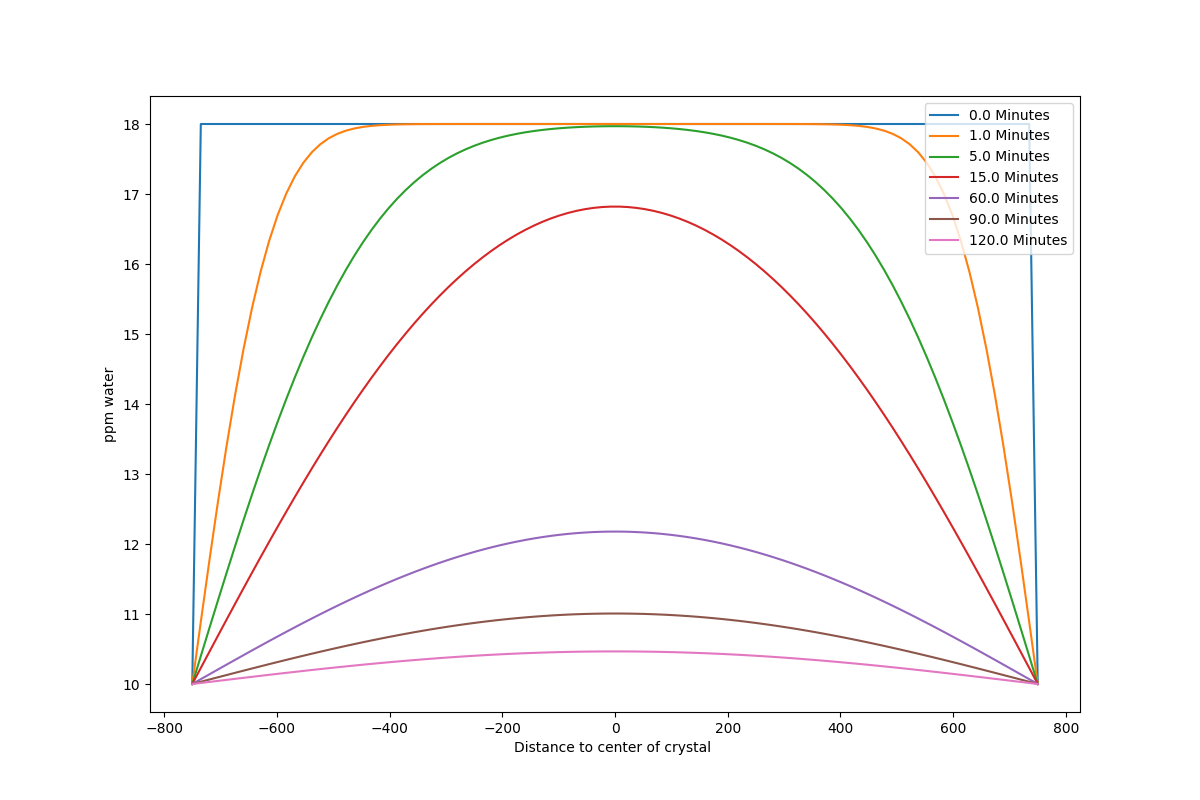 18
17
16
15
14
13
12
11
10
ppm water
−800 −600 −400 −200 0 200 400 600 800
Distance to center of crystal
0.0 Minutes
1.0 Minutes
5.0 Minutes
15.0 Minutes
60.0 Minutes
90.0 Minutes
120.0 Minutes